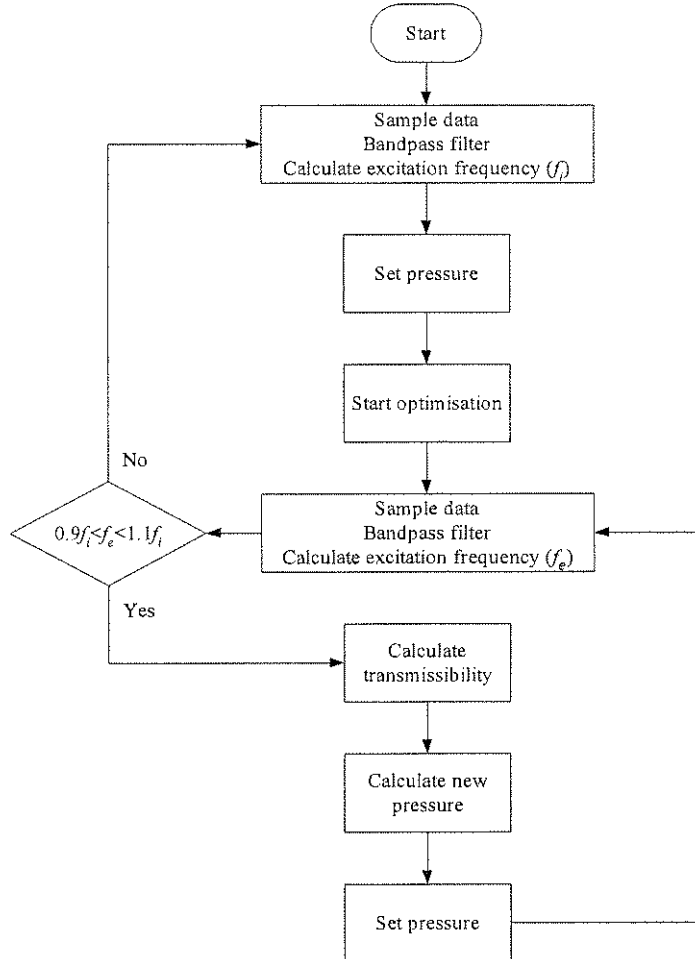 Start
Sample data
Bandpass filter
Calculate excitation frequency (fi)
Set pressure
Start optimisation
No
Sample data
Bandpass filter
Calculate excitation frequency (fe)
0.9fi<fe<1.1fi
Yes
Calculate
transmissibility
Calculate new
pressure
Set pressure